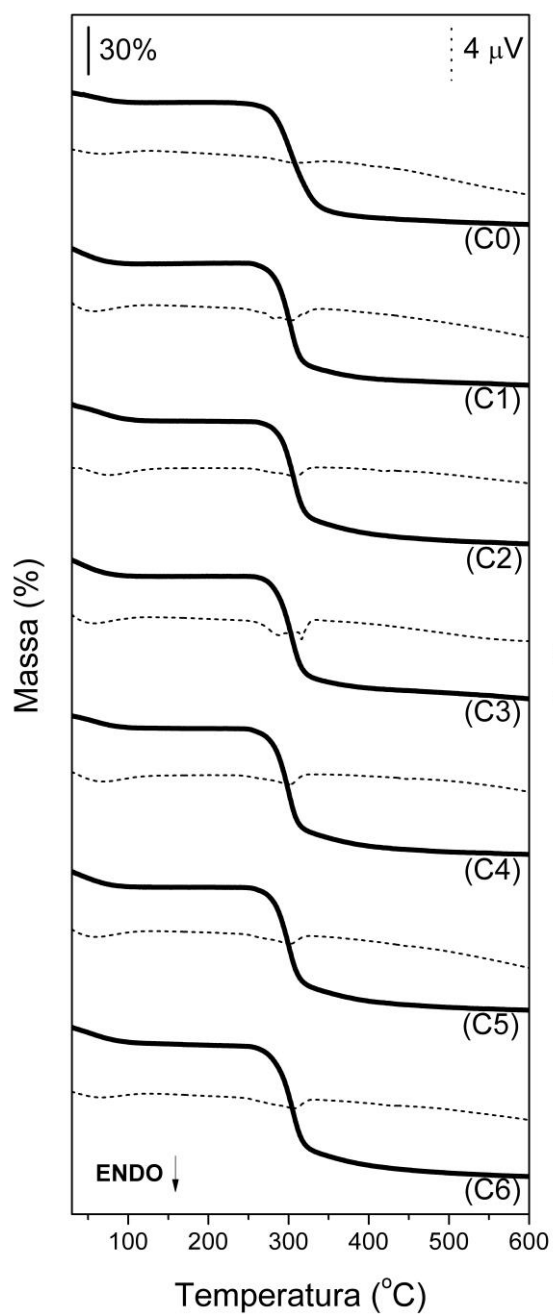 30%
4 μV
(C0)
(C1)
(C2)
(C3)
(C4)
(C5)
(C6)
ENDO
Massa (%)
100 200 300 400 500 600
Temperatura (°C)